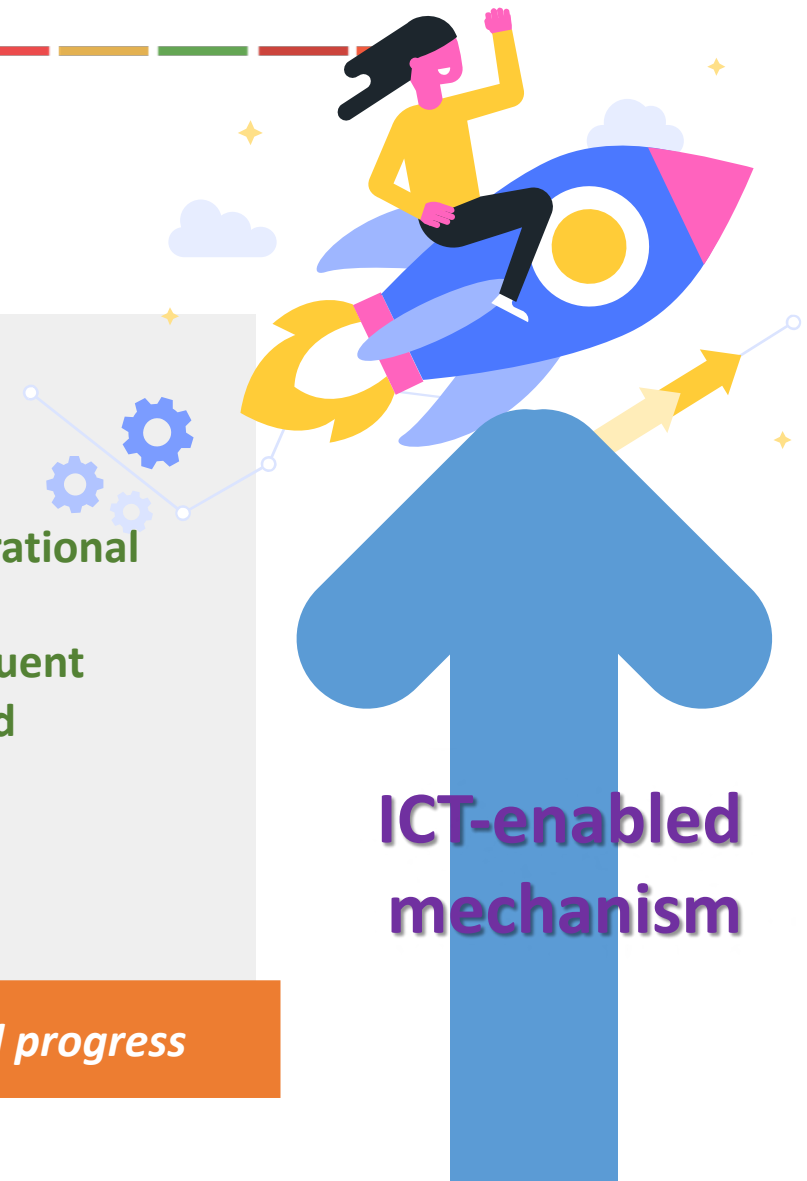 rational
uent
d
ICT-enabled
mechanism
l progress